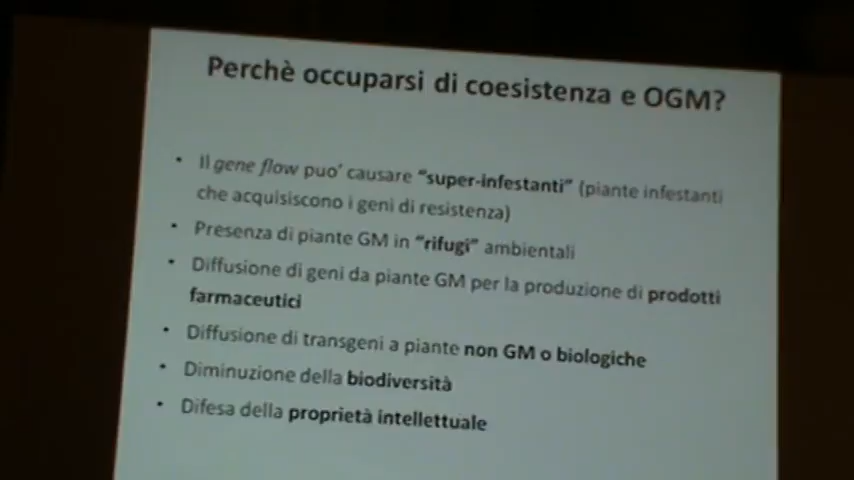 Perchè occuparsi di coesistenza e OGM?
• Il gene flow puo' causare "super-infestanti" (piante infestanti
che acquisiscono i geni di resistenza)
• Presenza di piante GM in "rifugi" ambientali
• Diffusione di geni da piante GM per la produzione di prodotti
farmaceutici
• Diffusione di transgeni a piante non GM o biologiche
• Diminuzione della biodiversità
• Difesa della proprietà intellettuale